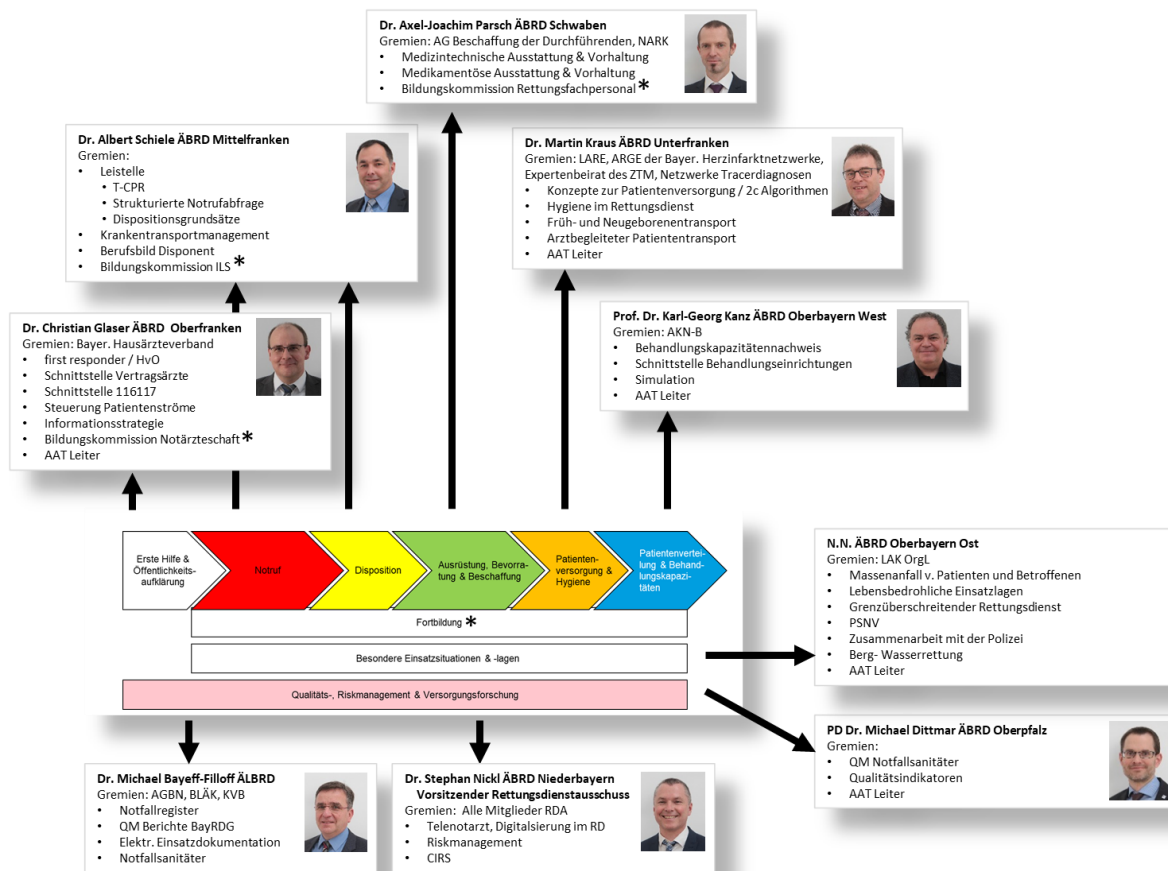 Dr. Axel-Joachim Parsch ÄBRD Schwaben
Gremien: AG Beschaffung der Durchführenden, NARK
• Medizintechnische Ausstattung & Vorhaltung
• Medikamentöse Ausstattung & Vorhaltung
• Bildungskommission Rettungsfachpersonal *
Dr. Albert Schiele ÄBRD Mittelfranken
Gremien:
• Leistelle
• T-CPR
• Strukturierte Notrufabfrage
• Dispositionsgrundsätze
• Krankentransportmanagement
• Berufsbild Disponent
• Bildungskommission ILS *
Dr. Martin Kraus ÄBRD Unterfranken
Gremien: LARE, ARGE der Bayer. Herzinfarktnetzwerke,
Expertenbeirat des ZTM, Netzwerke Tracerdiagnosen
• Konzepte zur Patientenversorgung / 2c Algorithmen
• Hygiene im Rettungsdienst
• Früh- und Neugeborenentransport
• Arztbegleiteter Patiententransport
• AAT Leiter
Dr. Christian Glaser ÄBRD Oberfranken
Gremien: Bayer. Hausärzteverband
• first responder / HvO
• Schnittstelle Vertragsärzte
• Schnittstelle 116117
• Steuerung Patientenströme
• Informationsstrategie
• Bildungskommission Notärzteschaft *
• AAT Leiter
Prof. Dr. Karl-Georg Kanz ÄBRD Oberbayern West
Gremien: AKN-B
• Behandlungskapazitätennachweis
• Schnittstelle Behandlungseinrichtungen
• Simulation
• AAT Leiter
Erste Hilfe &
Öffentlichkeits-
aufklärung
Notruf
Disposition
Ausrüstung, Bevorra-
tung & Beschaffung
Patienten-
versorgung &
Hygiene
Patientenvertei-
lung & Behand-
lungskapazi-
täten
Fortbildung *
Besondere Einsatzsituationen & -lagen
Qualitäts-, Riskmanagement & Versorgungsforschung
N.N. ÄBRD Oberbayern Ost
Gremien: LAK OrgL
• Massenanfall v. Patienten und Betroffenen
• Lebensbedrohliche Einsatzlagen
• Grenzüberschreitender Rettungsdienst
• PSNV
• Zusammenarbeit mit der Polizei
• Berg- Wasserrettung
• AAT Leiter
PD Dr. Michael Dittmar ÄBRD Oberpfalz
Gremien:
• QM Notfallsanitäter
• Qualitätsindikatoren
• AAT Leiter
Dr. Michael Bayeff-Filloff ÄLBRD
Gremien: AGBN, BLÄK, KVB
• Notfallregister
• QM Berichte BayRDG
• Elektr. Einsatzdokumentation
• Notfallsanitäter
Dr. Stephan Nickl ÄBRD Niederbayern
Vorsitzender Rettungsdienstausschuss
Gremien: Alle Mitglieder RDA
• Telenotarzt, Digitalsierung im RD
• Riskmanagement
• CIRS